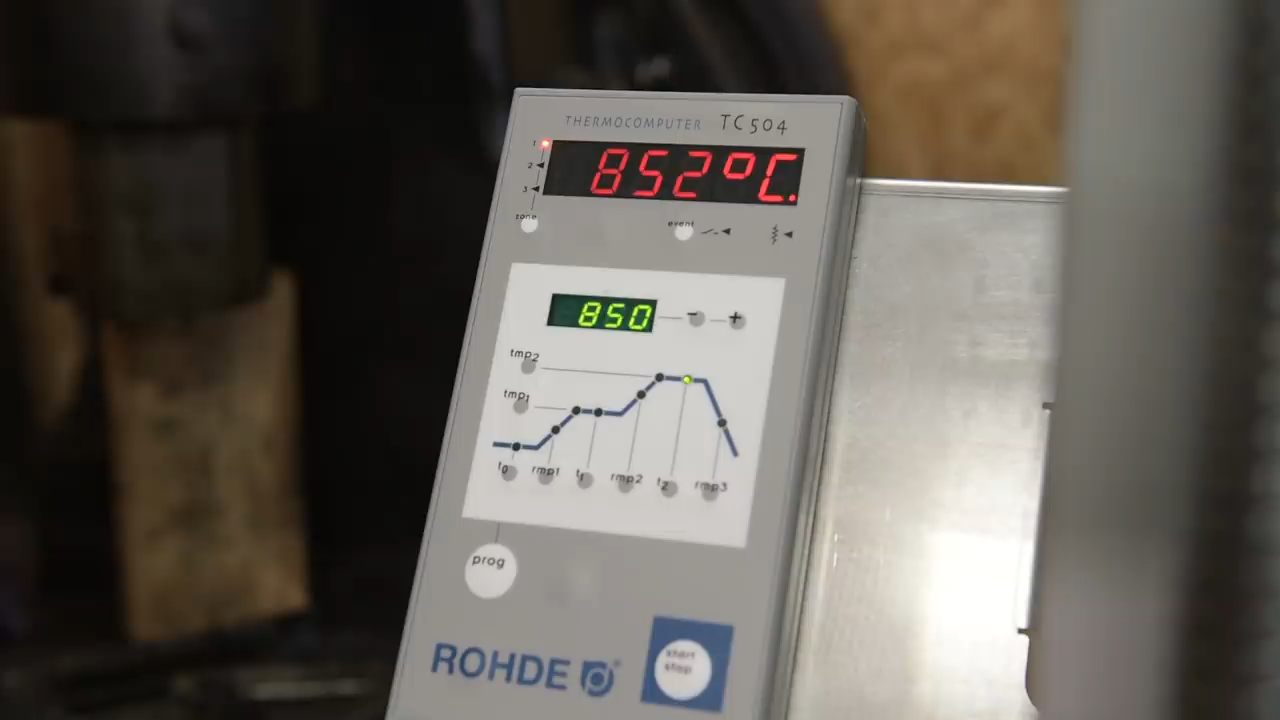 THERMOCOMPUTER TC504
1
852°C.
2
3
zone
event
850
- +
tmp2
tmp1
t0 rmp1 t1 rmp2 t2 rmp3
prog
ROHDE
start
stop